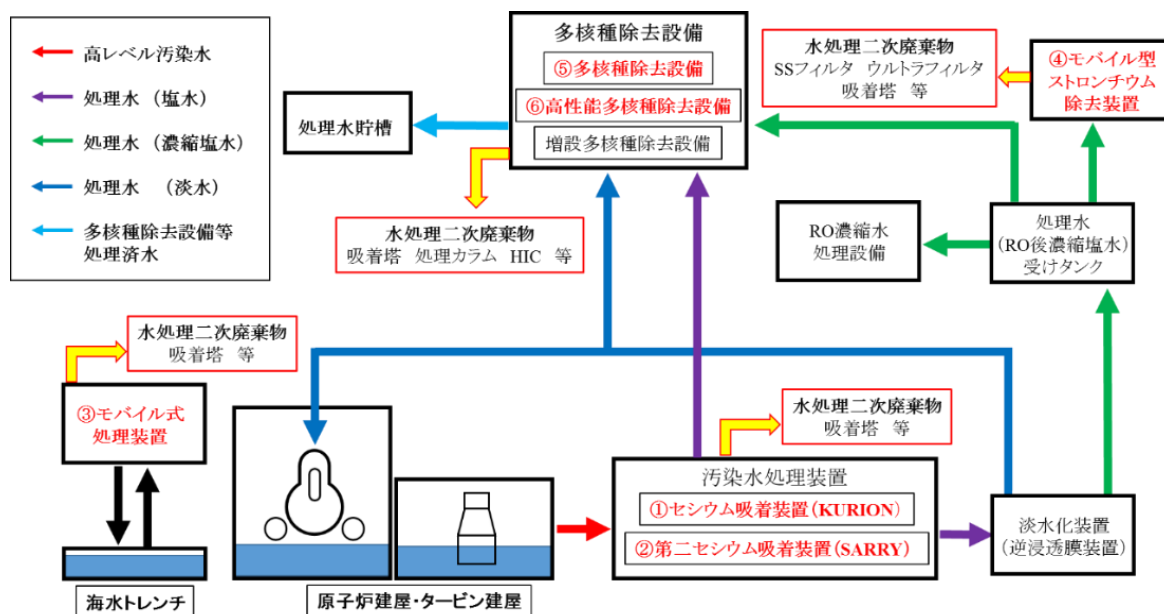 高レベル汚染水
処理水 (塩水)
処理水 (濃縮塩水)
処理水 (淡水)
多核種除去設備等
処理済水
多核種除去設備
⑤多核種除去設備
⑥高性能多核種除去設備
増設多核種除去設備
処理水貯槽
水処理二次廃棄物
吸着塔 処理カラム HIC 等
水処理二次廃棄物
SSフィルタ ウルトラフィルタ
吸着塔 等
④モバイル型
ストロンチウム
除去装置
RO濃縮水
処理設備
処理水
(RO後濃縮塩水)
受けタンク
水処理二次廃棄物
吸着塔 等
③モバイル式
処理装置
海水トレンチ
原子炉建屋・タービン建屋
水処理二次廃棄物
吸着塔 等
汚染水処理装置
①セシウム吸着装置(KURION)
②第二セシウム吸着装置(SARRY)
淡水化装置
(逆浸透膜装置)